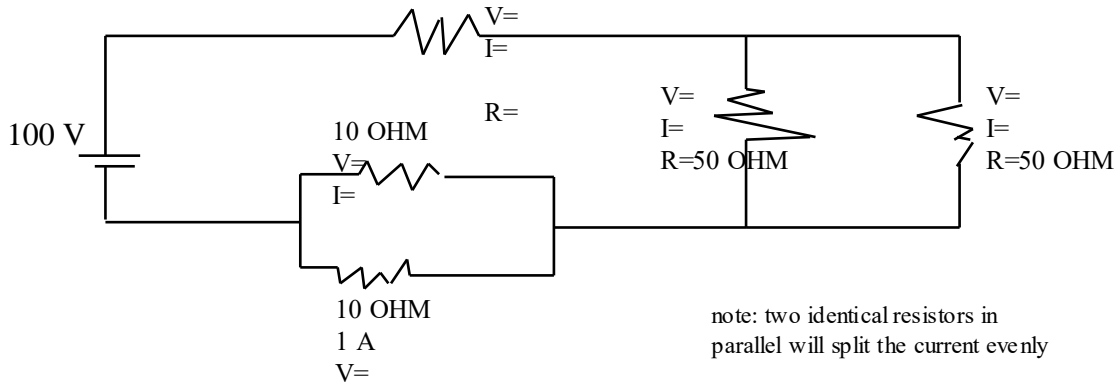 V=
I=
R=
100 V
10 OHM
V=
I=
V=
I=
R=50 OHM
V=
I=
R=50 OHM
10 OHM
1 A
V=
note: two identical resistors in
parallel will split the current evenly